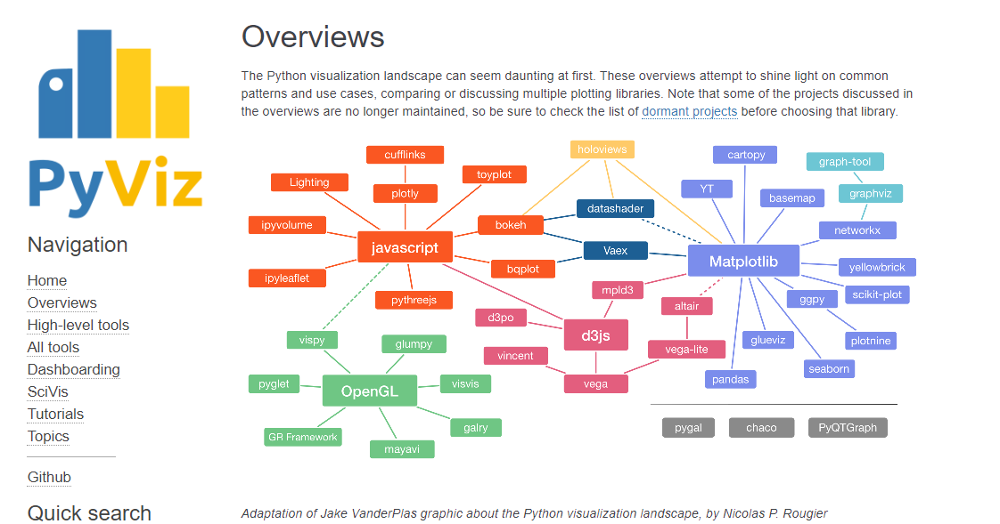 PyViz
Navigation
Home
Overviews
High-level tools
All tools
Dashboarding
SciVis
Tutorials
Topics
Github
Quick search
Overviews
The Python visualization landscape can seem daunting at first. These overviews attempt to shine light on common
patterns and use cases, comparing or discussing multiple plotting libraries. Note that some of the projects discussed in
the overviews are no longer maintained, so be sure to check the list of dormant projects before choosing that library.
cufflinks
holoviews
cartopy
graph-tool
Lighting
toyplot
plotly
YT
basemap
graphviz
datashader
ipyvolume
bokeh
networkx
javascript
Vaex
Matplotlib
ipyleaflet
bqplot
yellowbrick
pythreejs
mpld3
altair
ggpy
scikit-plot
d3po
d3js
vispy
glumpy
vincent
vega-lite
glueviz
plotnine
seaborn
pyglet
OpenGL
visvis
vega
pandas
GR Framework
galry
mayavi
pygal
chaco
PyQTGraph
Adaptation of Jake VanderPlas graphic about the Python visualization landscape, by Nicolas P. Rougier